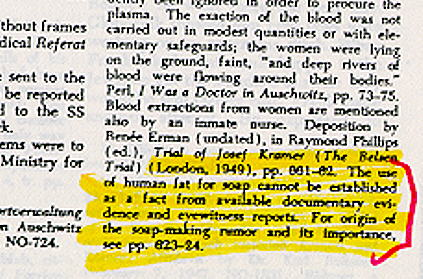 thout frames
dical Referat
e sent to the
be reported
d to the SS
k.
ems were to
Ministry for
n Auschwitz
NO-724.
been ignored in order to procure the
plasma. The exaction of the blood was not
carried out in modest quantities or with ele-
mentary safeguards; the women were lying
on the ground, faint, "and deep rivers of
blood were flowing around their bodies."
Perl, I Was a Doctor in Auschwitz, pp. 73-75.
Blood extractions from women are mentioned
also by an inmate nurse. Deposition by
Renée Erman (undated), in Raymond Phillips
(ed.), Trial of Josef Kramer (The Belsen
Trial) (London, 1949), pp. 661-62. The use
of human fat for soap cannot be established
as a fact from available documentary evi-
dence and eyewitness reports. For origin of
the soap-making rumor and its importance,
see pp. 623-24.